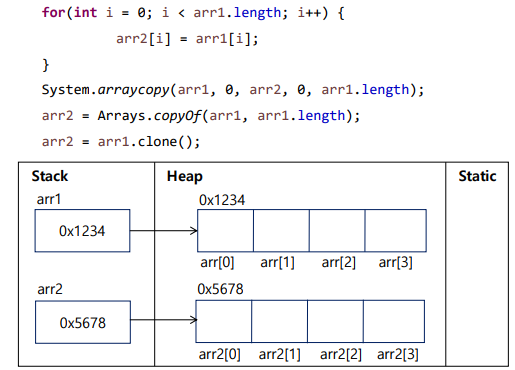 for(int i = 0; i < arr1.length; i++) {
arr2[i] = arr1[i];
}
System.arraycopy(arr1, 0, arr2, 0, arr1.length);
arr2 = Arrays.copyOf(arr1, arr1.length);
arr2 = arr1.clone();
Stack Heap Static
arr1 0x1234
0x1234
arr[0] arr[1] arr[2] arr[3]
arr2 0x5678
0x5678
arr2[0] arr2[1] arr2[2] arr2[3]